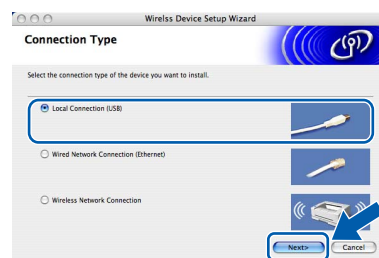 Wirelss Device Setup Wizard
Connection Type
Select the connection type of the device you want to install.
Local Connection (USB)
Wired Network Connection (Ethernet)
Wireless Network Connection
Next>
Cancel